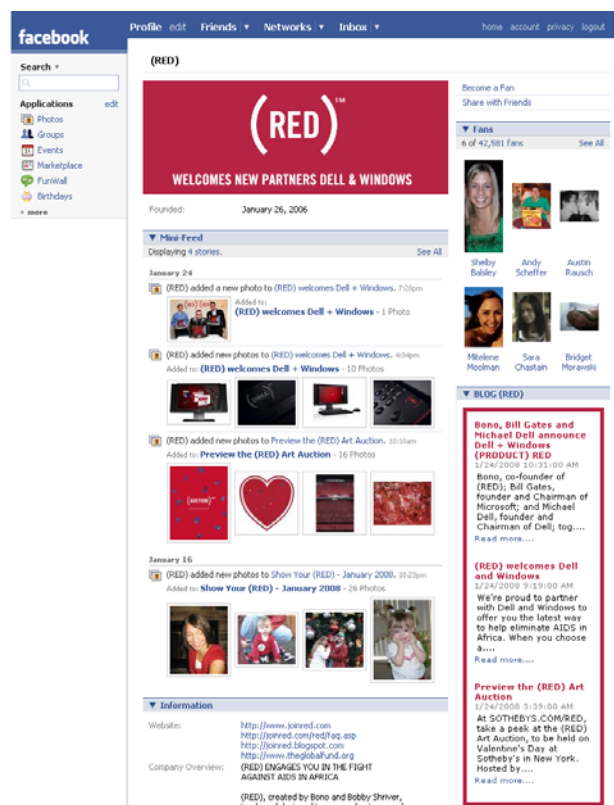 facebook
Profile edit Friends Networks Inbox
home account privacy logout
Search
Applications edit
Photos
Groups
Events
Marketplace
FunWall
Birthdays
more
(RED)
(RED)™
WELCOMES NEW PARTNERS DELL & WINDOWS
Founded: January 26, 2006
Mini-Feed
Displaying 4 stories. See All
January 24
(RED) added a new photo to (RED) welcomes Dell + Windows. 7:28pm
Added to:
(RED) welcomes Dell + Windows - 1 Photo
(RED) added new photos to (RED) welcomes Dell + Windows. 4:04pm
Added to: (RED) welcomes Dell + Windows - 10 Photos
(RED) added new photos to Preview the (RED) Art Auction. 10:10am
Added to: Preview the (RED) Art Auction - 16 Photos
(AUCTION)
January 16
(RED) added new photos to Show Your (RED) - January 2008. 10:23pm
Added to: Show Your (RED) - January 2008 - 26 Photos
Information
Website: http://www.joinred.com
http://joinred.com/red/faq.asp
http://joinred.blogspot.com
http://www.theglobalfund.org
Company Overview: (RED) ENGAGES YOU IN THE FIGHT
AGAINST AIDS IN AFRICA
(RED), created by Bono and Bobby Shriver,
Become a Fan
Share with Friends
Fans
6 of 42,581 fans See All
Shelby Balsley
Andy Scheffer
Austin Rausch
Mitelene Moolman
Sara Chastain
Bridget Morawski
BLOG (RED)
Bono, Bill Gates and
Michael Dell announce
Dell + Windows
(PRODUCT) RED
1/24/2008 10:31:00 AM
Bono, co-founder of
(RED); Bill Gates,
founder and Chairman of
Microsoft; and Michael
Dell, founder and
Chairman of Dell; tog....
Read more....
(RED) welcomes Dell
and Windows
1/24/2008 9:19:00 AM
We're proud to partner
with Dell and Windows to
offer you the latest way
to help eliminate AIDS in
Africa. When you choose
a....
Read more....
Preview the (RED) Art
Auction
1/24/2008 3:39:00 AM
At SOTHEBYS.COM/RED,
take a peek at the (RED)
Art Auction, to be held on
Valentine's Day at
Sotheby's in New York.
Hosted by....
Read more....